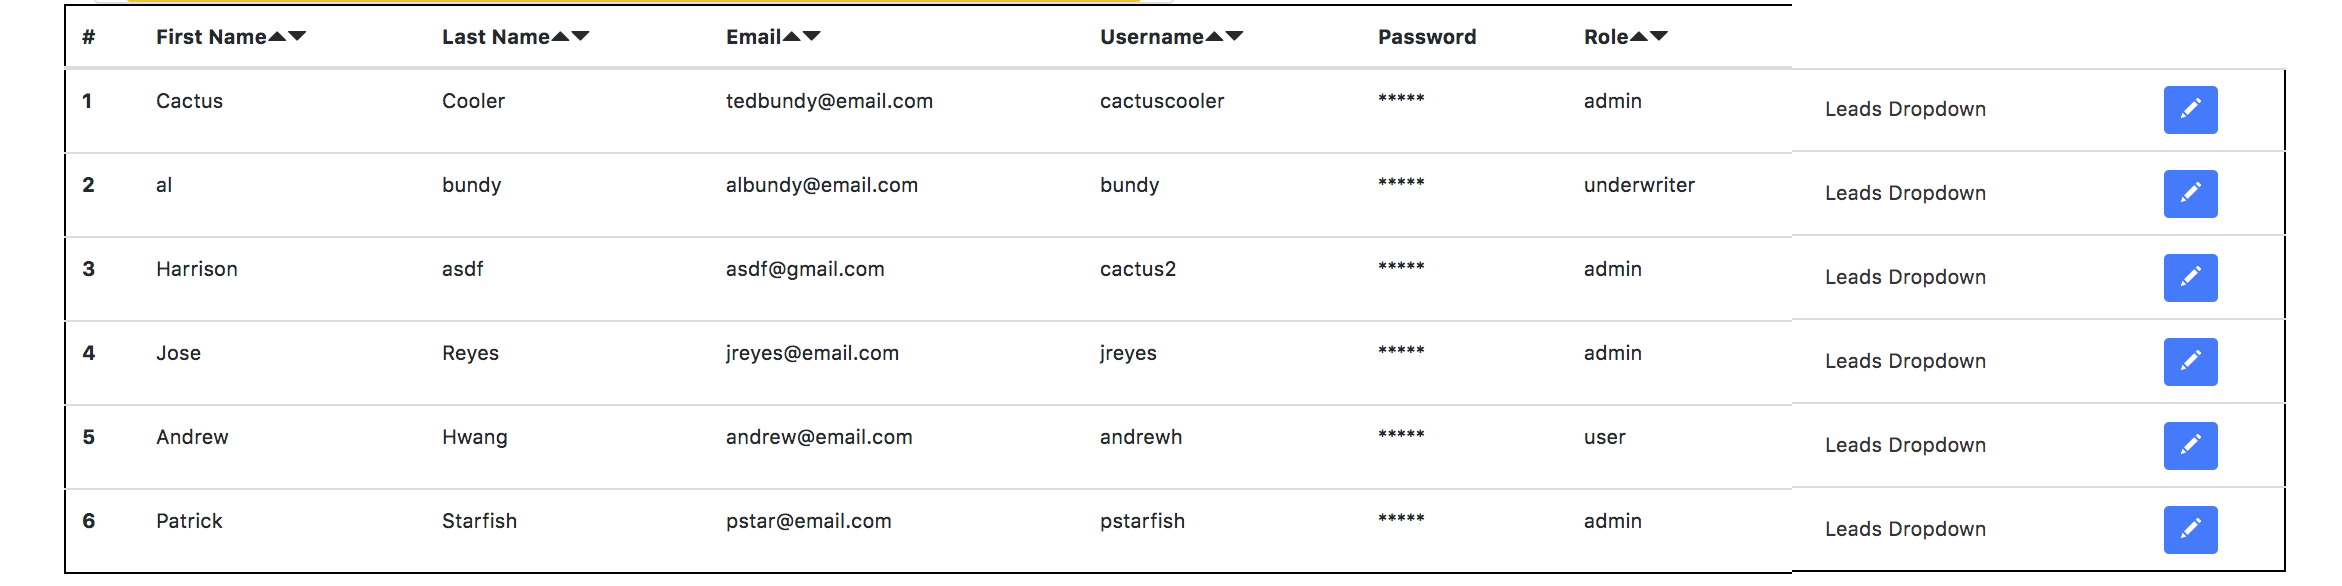 # First Name Last Name Email Username Password Role
1 Cactus Cooler tedbundy@email.com cactuscooler ***** admin Leads Dropdown
2 al bundy albundy@email.com bundy ***** underwriter Leads Dropdown
3 Harrison asdf asdf@gmail.com cactus2 ***** admin Leads Dropdown
4 Jose Reyes jreyes@email.com jreyes ***** admin Leads Dropdown
5 Andrew Hwang andrew@email.com andrewh ***** user Leads Dropdown
6 Patrick Starfish pstar@email.com pstarfish ***** admin Leads Dropdown